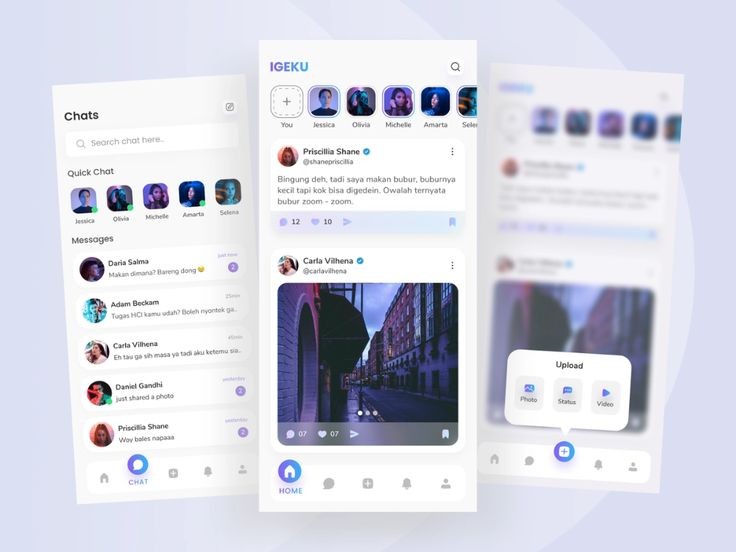 Chats
Search chat here..
Quick Chat
Jessica
Olivia
Michelle
Amarta
Selena
Messages
Daria Salma
just now
Makan dimana? Bareng dong 😂
2
Adam Beckam
25min
Tugas HCI kamu udah? Boleh nyontek ga..
Carla Vilhena
45min
Eh tau ga sih masa ya tadi aku ketemu sia..
Daniel Gandhi
yesterday
just shared a photo
2
Priscillia Shane
yesterday
Woy bales napaaa
2
CHAT
IGEKU
You
Jessica
Olivia
Michelle
Amarta
Selen
Priscillia Shane
@shanepriscillia
Bingung deh, tadi saya makan bubur, buburnya
kecil tapi kok bisa digedein. Owalah ternyata
bubur zoom - zoom.
12
10
Carla Vilhena
@carlavilhena
07
07
HOME
IGEKU
Upload
Photo
Status
Video